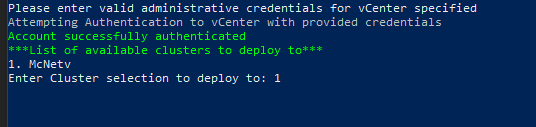 Please enter valid administrative credentials for vCenter specified
Attempting Authentication to vCenter with provided credentials
Account successfully authenticated
***List of available clusters to deploy to***
1. McNetv
Enter Cluster selection to deploy to: 1